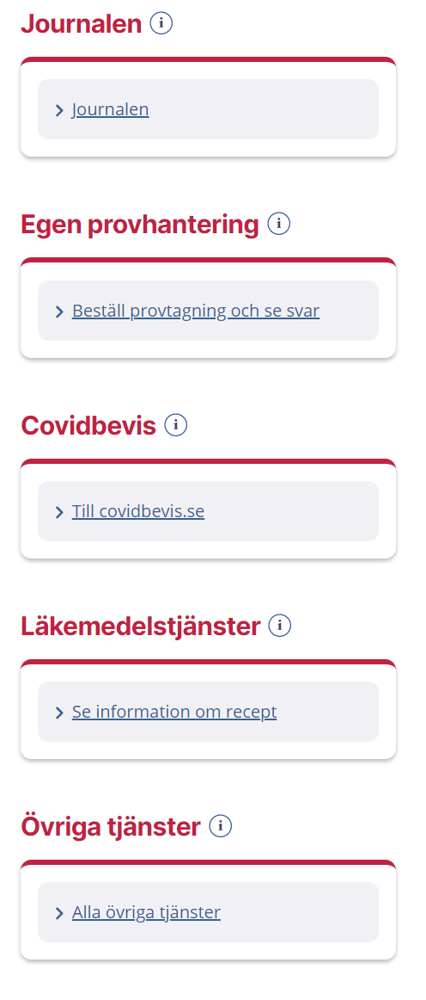 Journalen
Journalen
Egen provhantering
Beställ provtagning och se svar
Covidbevis
Till covidbevis.se
Läkemedelstjänster
Se information om recept
Övriga tjänster
Alla övriga tjänster